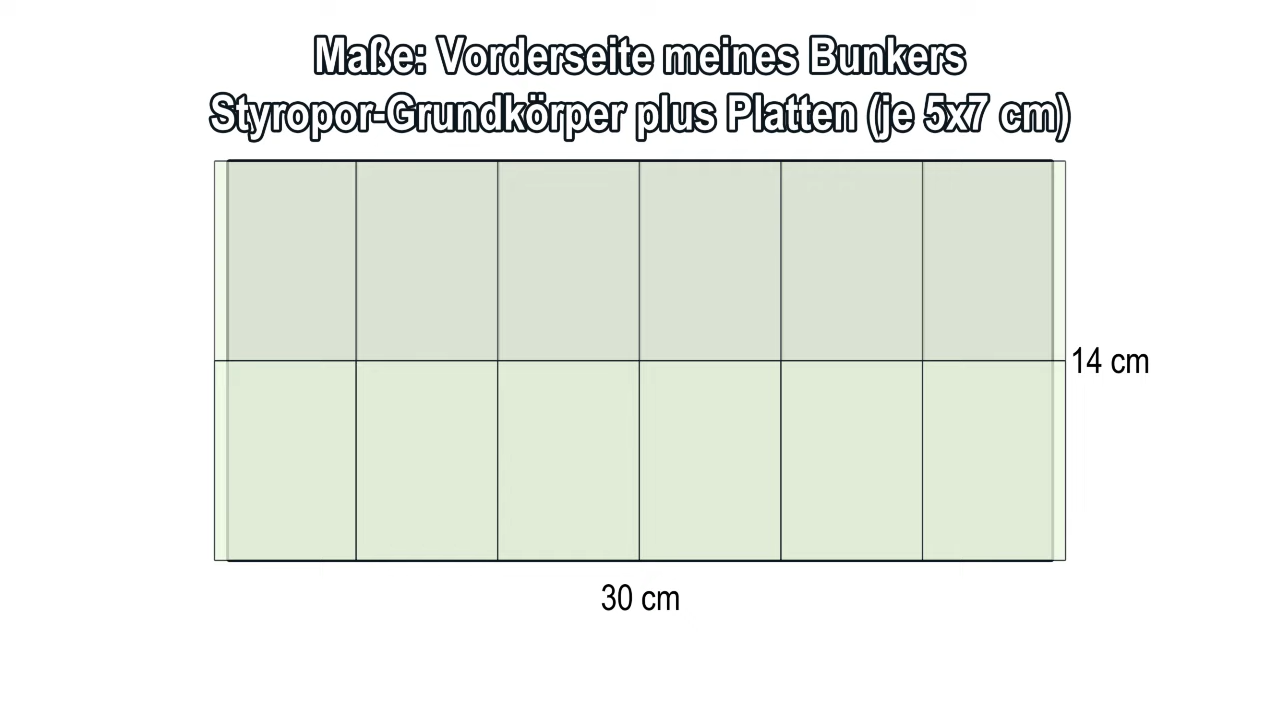 Maße: Vorderseite meines Bunkers
Styropor-Grundkörper plus Platten (je 5x7 cm)
14 cm
30 cm